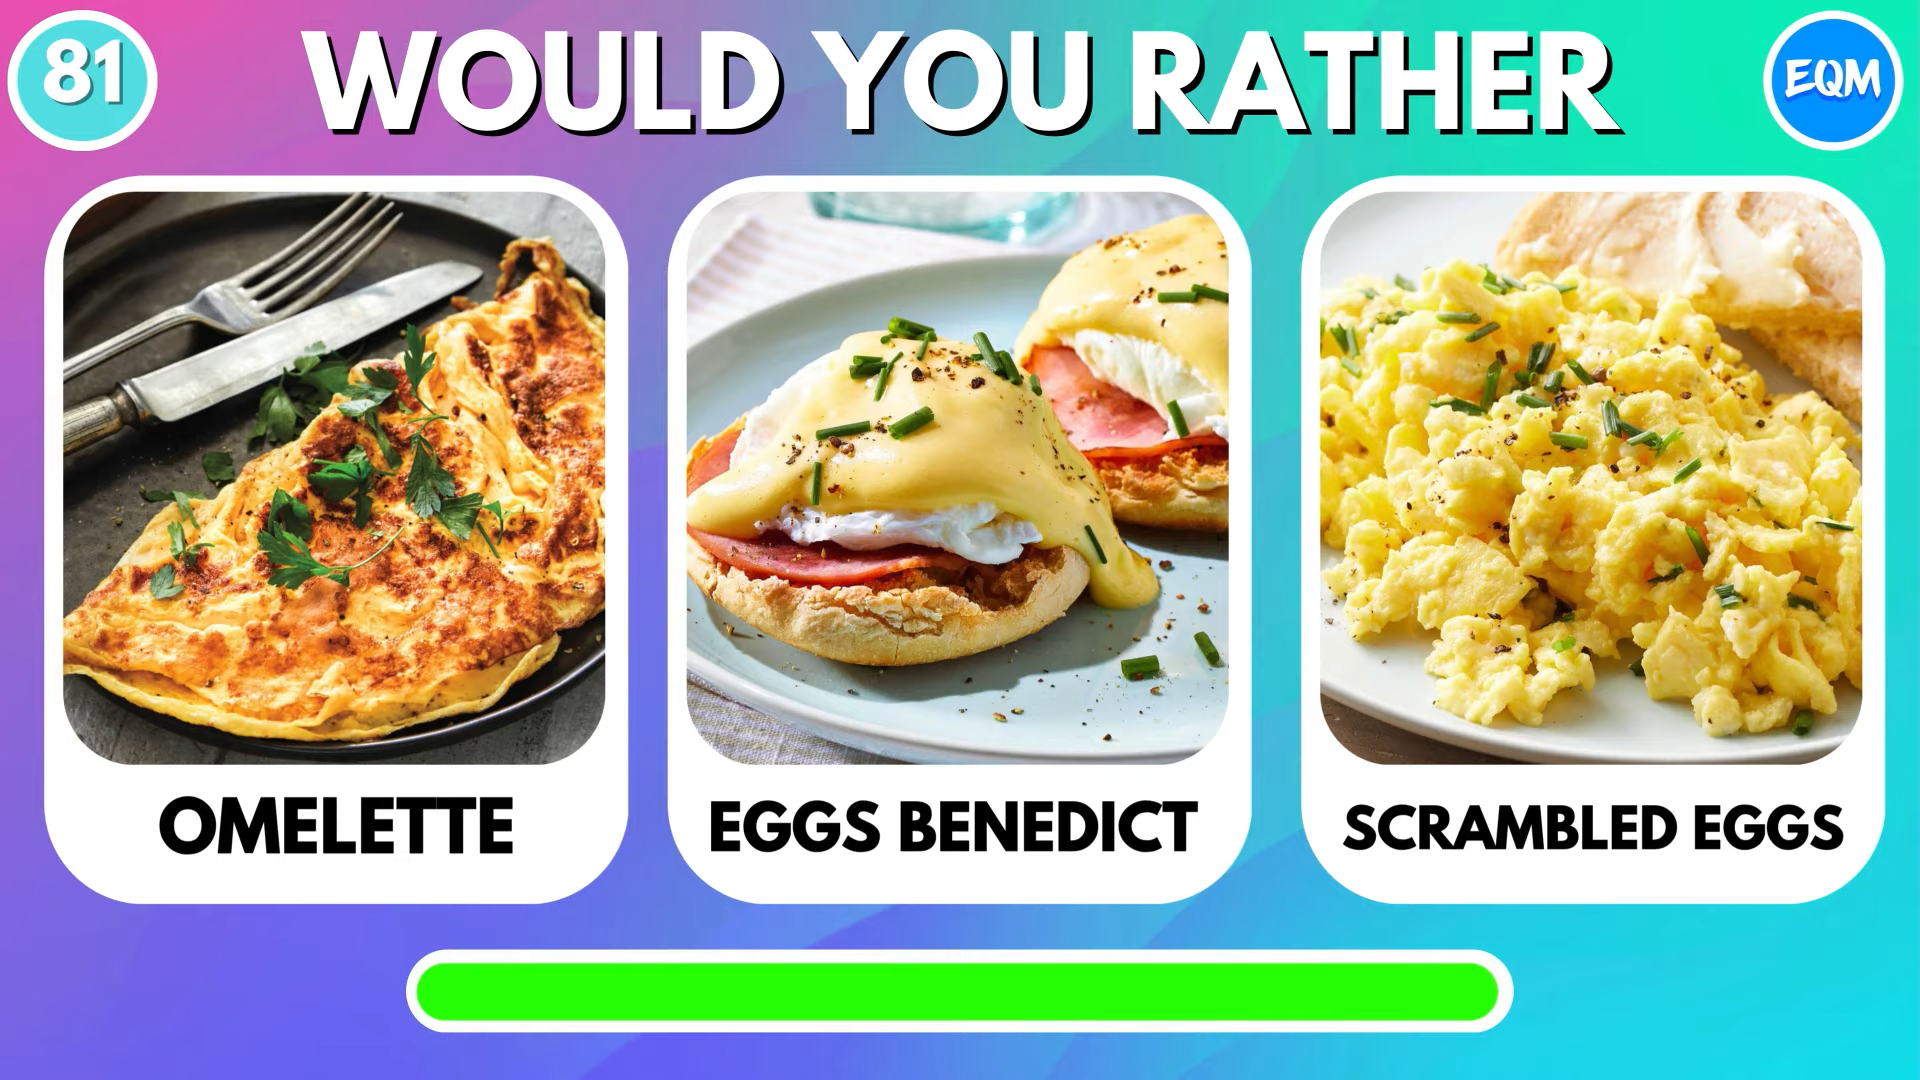 81
WOULD YOU RATHER
EQM
OMELETTE
EGGS BENEDICT
SCRAMBLED EGGS